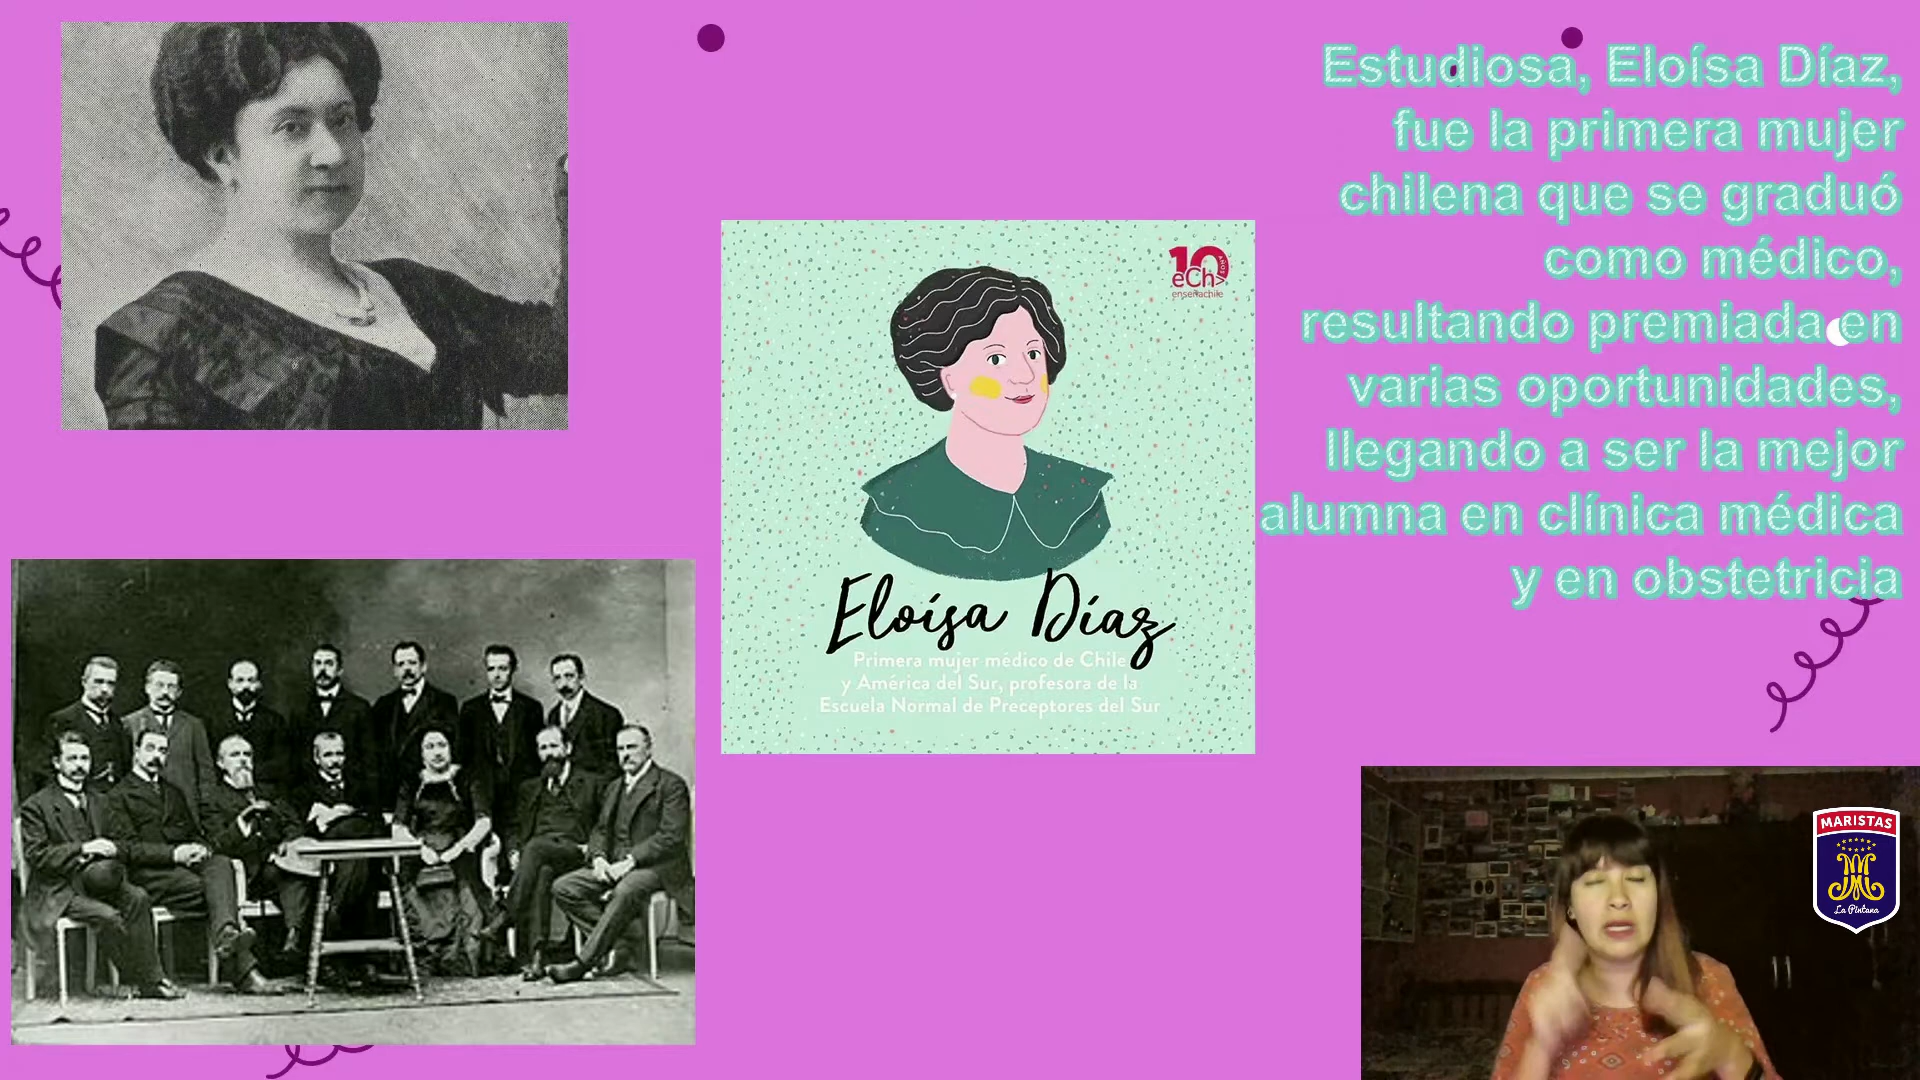 Estudiosa, Eloísa Díaz,
fue la primera mujer
chilena que se graduó
como médico,
resultando premiada en
varias oportunidades,
llegando a ser la mejor
alumna en clínica médica
y en obstetricia
10
AÑOS
eCh>
enseñachile
Eloísa Díaz
Primera mujer médico de Chile
y América del Sur, profesora de la
Escuela Normal de Preceptores del Sur
MARISTAS
La Pintana